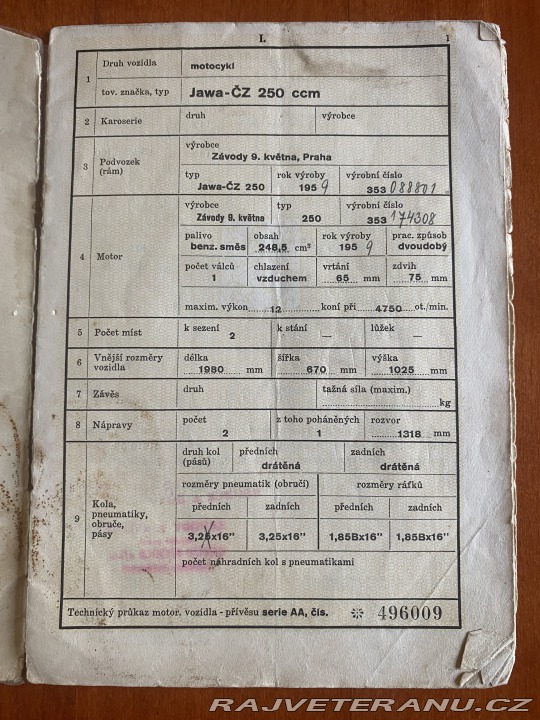 I. 1
1 Druh vozidla motocykl
tov. značka, typ Jawa-ČZ 250 ccm
2 Karoserie druh výrobce
3 Podvozek (rám) výrobce
Závody 9. května, Praha
typ rok výroby výrobní číslo
Jawa-ČZ 250 195 9 353 088801
4 Motor výrobce typ výrobní číslo
Závody 9. května 250 353 174308
palivo obsah rok výroby prac. způsob
benz. směs 248,5 cm³ 195 9 dvoudobý
počet válců chlazení vrtání zdvih
1 vzduchem 65 mm 75 mm
maxim. výkon 12 koní při 4750 ot./min.
5 Počet míst k sezení k stání lůžek
2 — —
6 Vnější rozměry vozidla délka šířka výška
1980 mm 670 mm 1025 mm
7 Závěs druh tažná síla (maxim.)
kg
8 Nápravy počet z toho poháněných rozvor
2 1 1318 mm
9 Kola, pneumatiky, obruče, pásy
druh kol (pásů) předních zadních
drátěná drátěná
rozměry pneumatik (obručí) rozměry ráfků
předních zadních předních zadních
3,25x16" 3,25x16" 1,85Bx16" 1,85Bx16"
počet náhradních kol s pneumatikami
Technický průkaz motor. vozidla - přívěsu serie AA, čís. 496009
RAJVETERANU.CZ